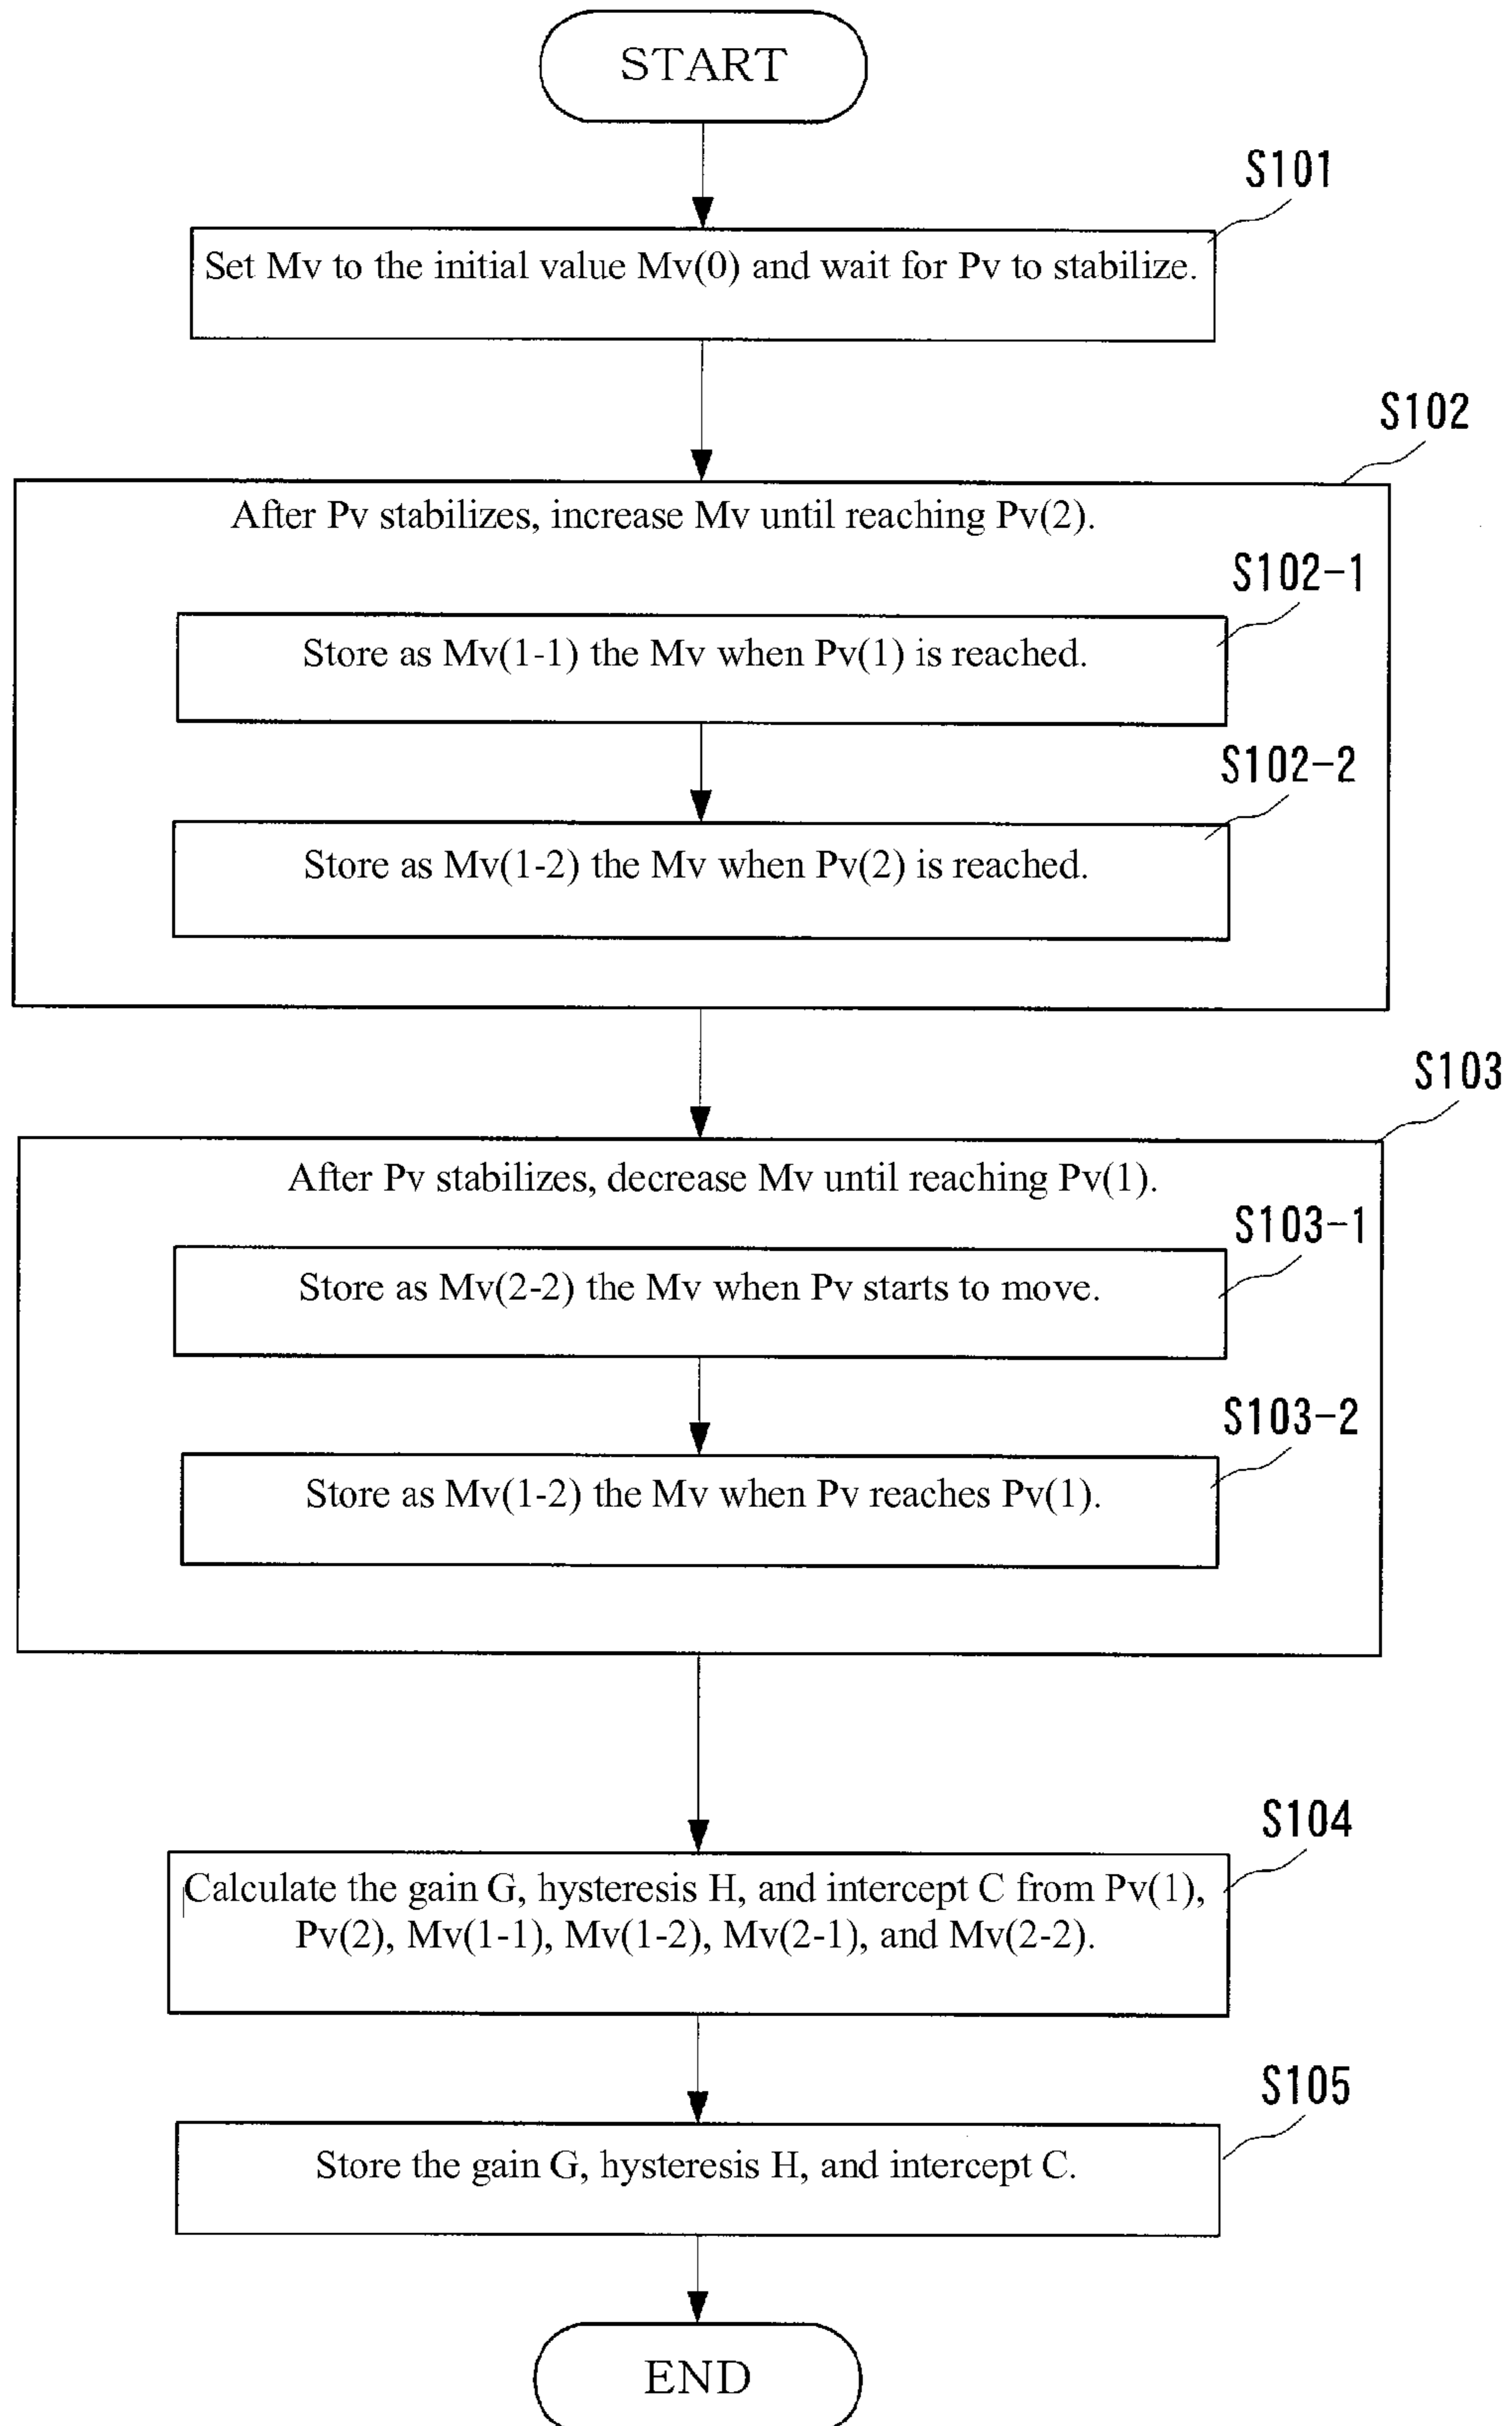 START
S101
Set Mv to the initial value Mv(0) and wait for Pv to stabilize.
S102
After Pv stabilizes, increase Mv until reaching Pv(2).
S102-1
Store as Mv(1-1) the Mv when Pv(1) is reached.
S102-2
Store as Mv(1-2) the Mv when Pv(2) is reached.
S103
After Pv stabilizes, decrease Mv until reaching Pv(1).
S103-1
Store as Mv(2-2) the Mv when Pv starts to move.
S103-2
Store as Mv(1-2) the Mv when Pv reaches Pv(1).
S104
Calculate the gain G, hysteresis H, and intercept C from Pv(1),
Pv(2), Mv(1-1), Mv(1-2), Mv(2-1), and Mv(2-2).
S105
Store the gain G, hysteresis H, and intercept C.
END